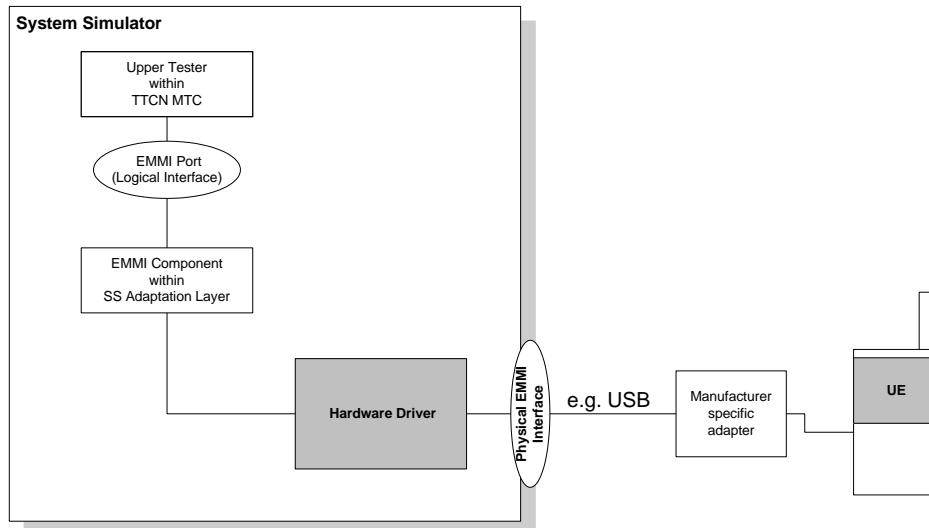 System Simulator
Upper Tester
within
TTCN MTC
EMMI Port
(Logical Interface)
EMMI Component
within
SS Adaptation Layer
Hardware Driver
Physical EMMI
Interface
e.g. USB
Manufacturer
specific
adapter
UE